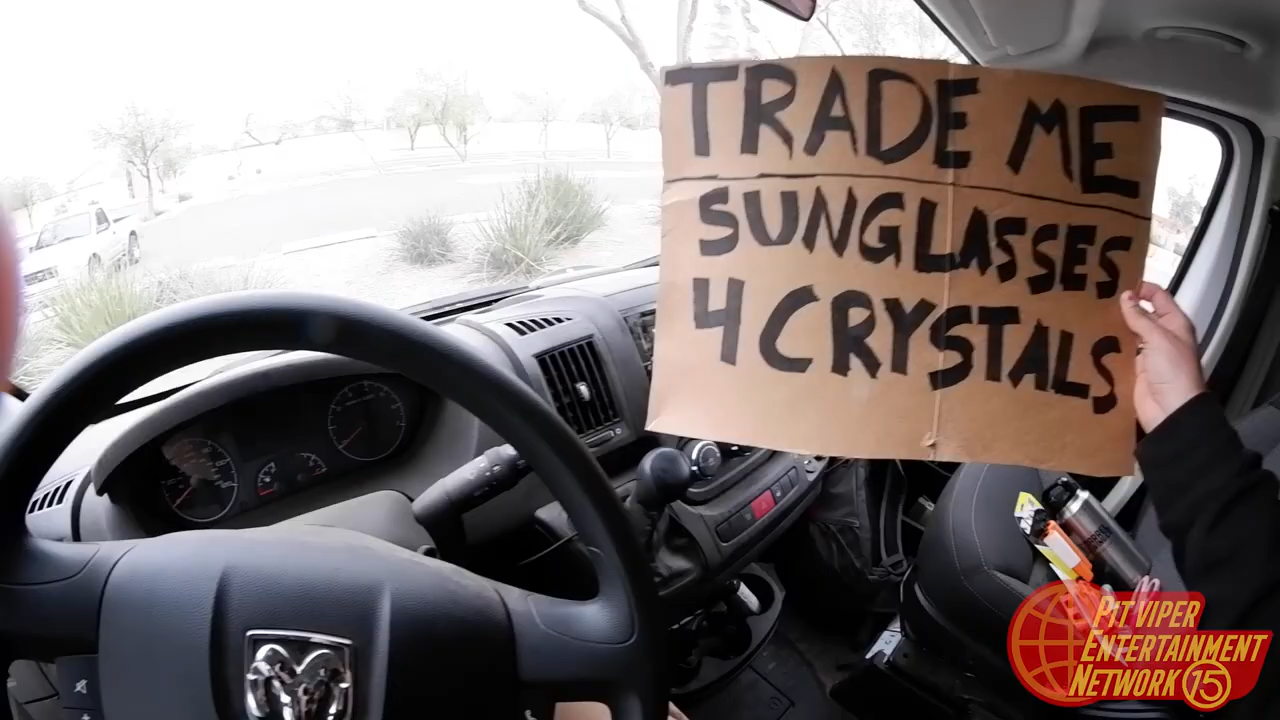 TRADE ME
SUNGLASSES
4 CRYSTALS
PIT VIPER
ENTERTAINMENT
NETWORK 15